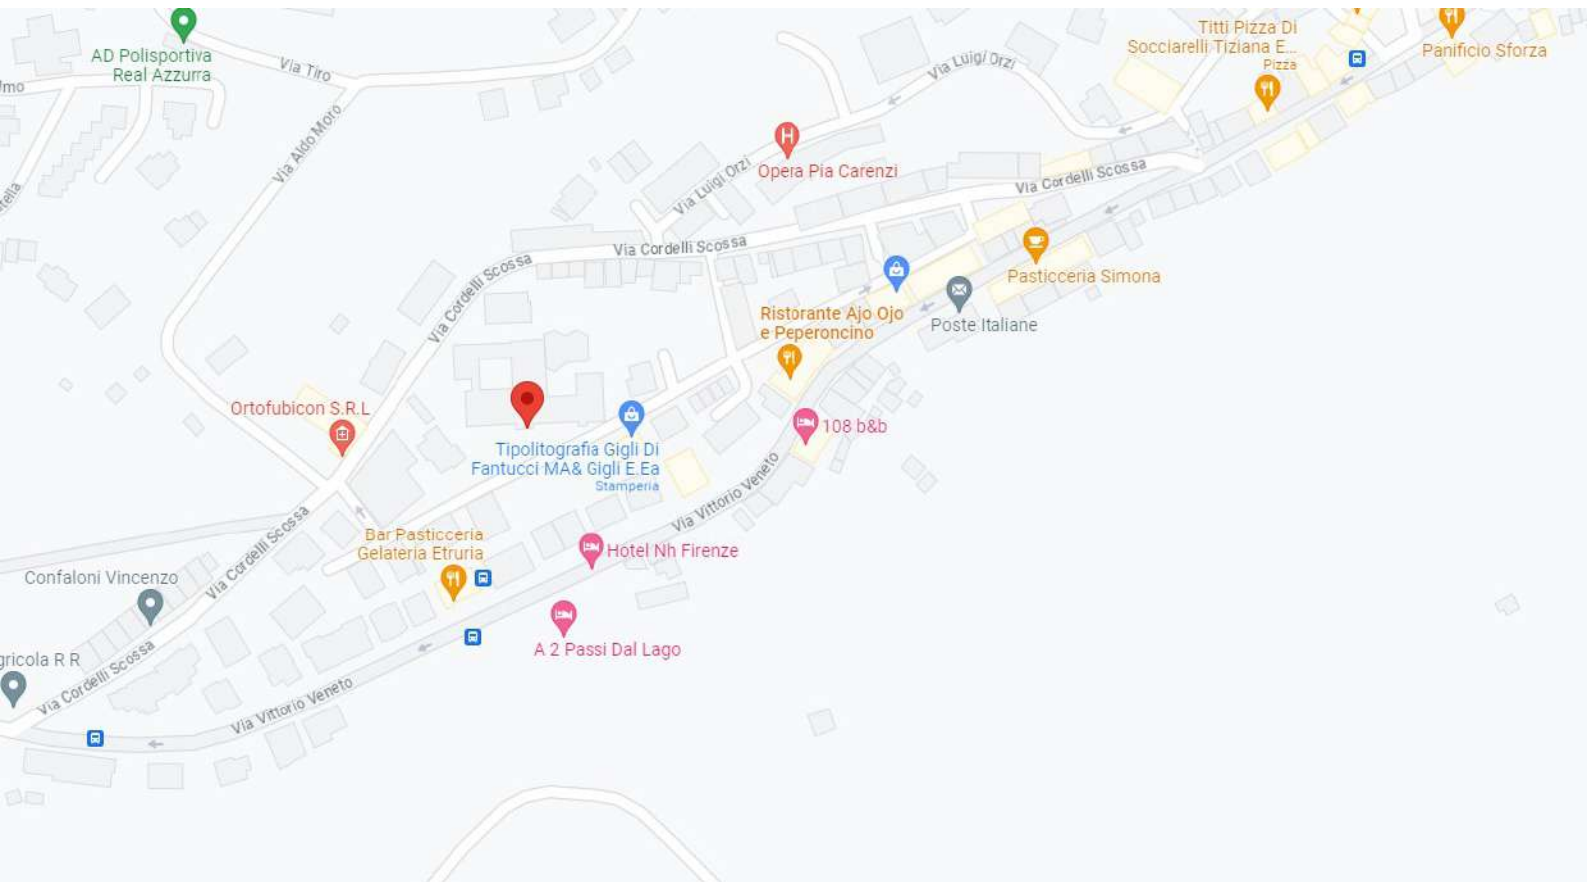 Titti Pizza Di
Socciarelli Tiziana E...
Pizza
Panificio Sforza
AD Polisportiva
Real Azzurra
Via Tiro
Via Luigi Orzi
Via Aldo Moro
Opera Pia Carenzi
Via Luigi Orzi
Via Cordelli Scossa
Via Cordelli Scossa
Via Cordelli Scossa
Pasticceria Simona
Ristorante Ajo Ojo
e Peperoncino
Poste Italiane
Ortofubicon S.R.L
108 b&b
Tipolitografia Gigli Di
Fantucci MA& Gigli E.Ea
Stamperia
Via Vittorio Veneto
Bar Pasticceria
Gelateria Etruria
Hotel Nh Firenze
Via Cordelli Scossa
Confaloni Vincenzo
A 2 Passi Dal Lago
gricola R R
Via Cordelli Scossa
Via Vittorio Veneto